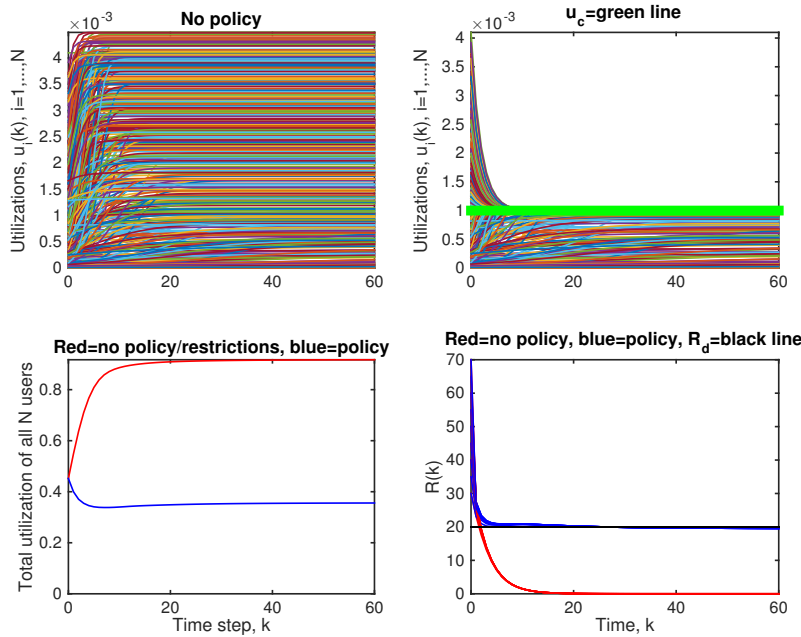 No policy
×10⁻³
Utilizations, u_i(k), i=1,...,N
4
3.5
3
2.5
2
1.5
1
0.5
0
0 20 40 60
u_c=green line
×10⁻³
Utilizations, u_i(k), i=1,...,N
4
3.5
3
2.5
2
1.5
1
0.5
0
0 20 40 60
Red=no policy/restrictions, blue=policy
Total utilization of all N users
0.8
0.6
0.4
0.2
0
0 20 40 60
Time step, k
Red=no policy, blue=policy, R_d=black line
R(k)
70
60
50
40
30
20
10
0
0 20 40 60
Time, k